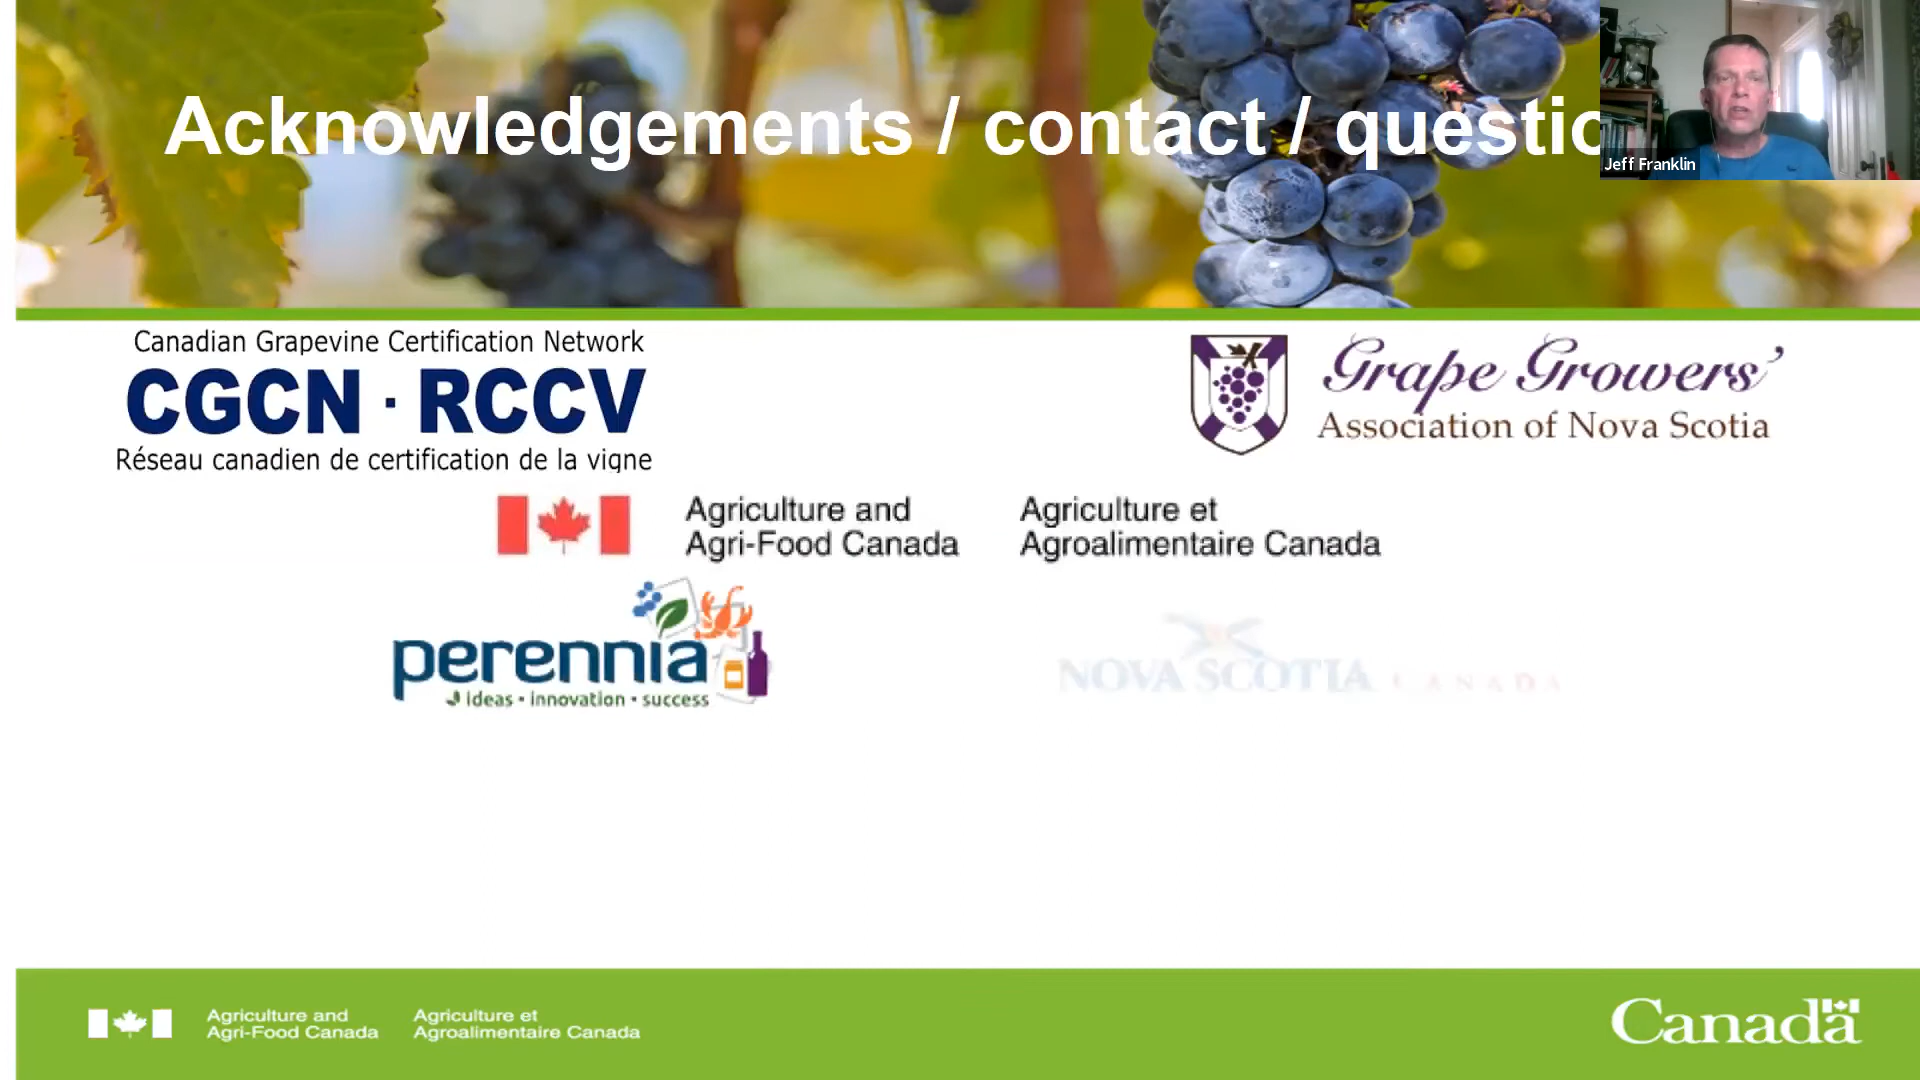 Acknowledgements / contact / questio
Jeff Franklin
Canadian Grapevine Certification Network
CGCN · RCCV
Réseau canadien de certification de la vigne
Grape Growers’
Association of Nova Scotia
Agriculture and
Agri-Food Canada
Agriculture et
Agroalimentaire Canada
perennia
ideas • innovation • success
NOVA SCOTIA CANADA
Agriculture and
Agri-Food Canada
Agriculture et
Agroalimentaire Canada
Canada